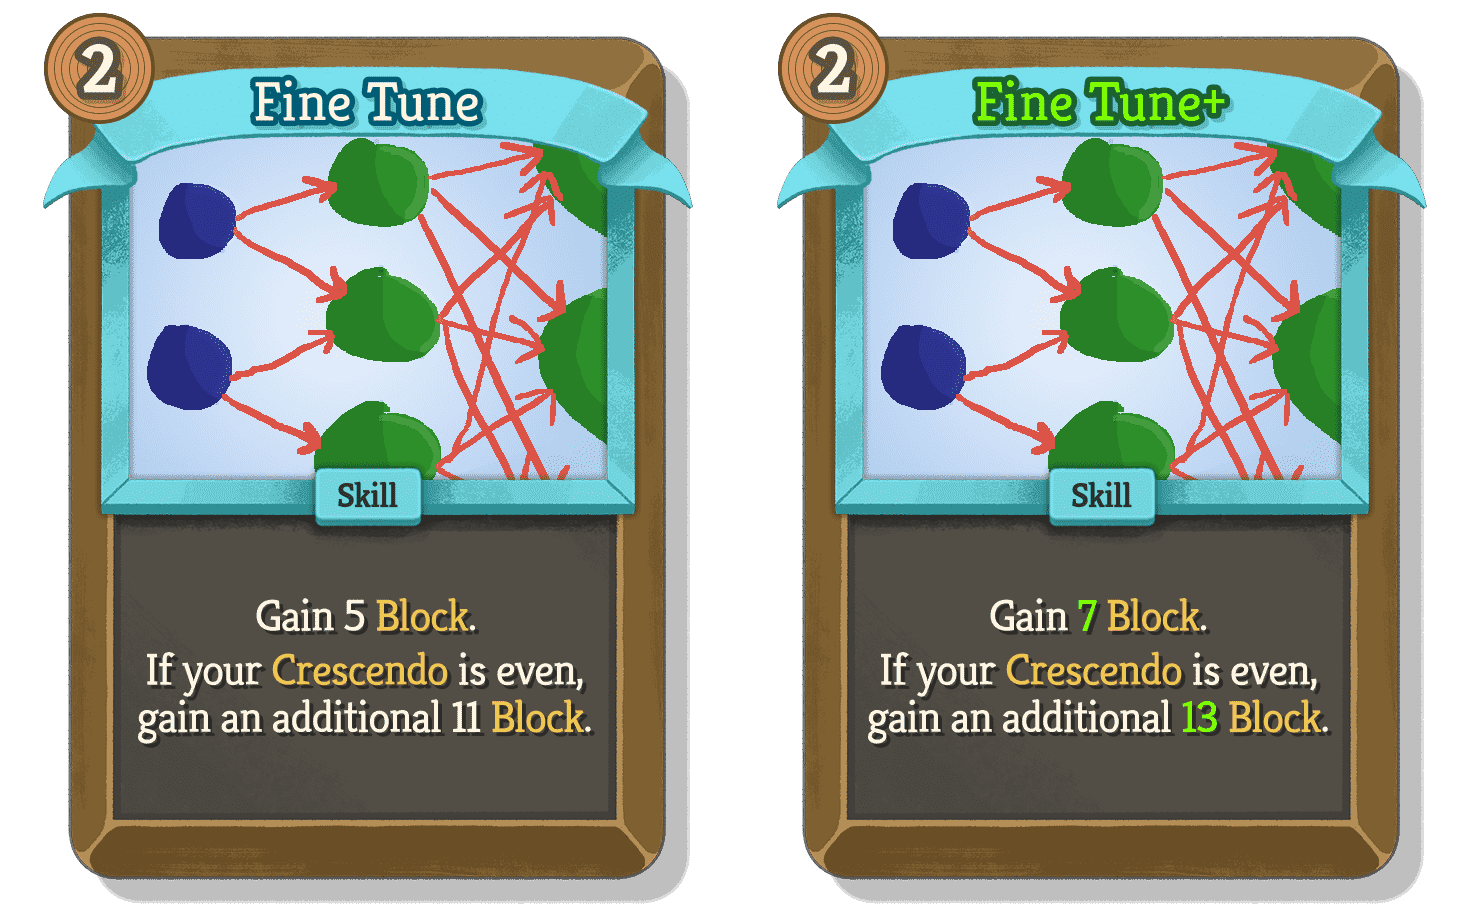 2
Fine Tune
Skill
Gain 5 Block.
If your Crescendo is even,
gain an additional 11 Block.
2
Fine Tune+
Skill
Gain 7 Block.
If your Crescendo is even,
gain an additional 13 Block.